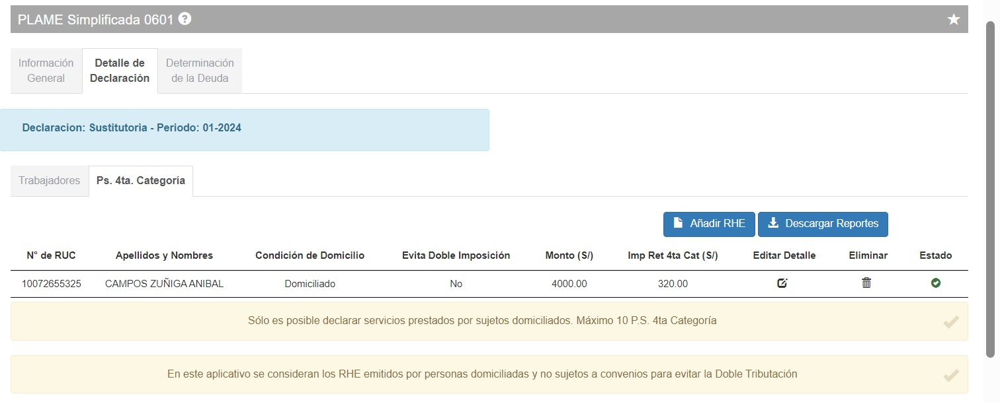 PLAME Simplificada 0601 ?
Información General
Detalle de Declaración
Determinación de la Deuda
Declaracion: Sustitutoria - Periodo: 01-2024
Trabajadores
Ps. 4ta. Categoría
Añadir RHE
Descargar Reportes
N° de RUC Apellidos y Nombres Condición de Domicilio Evita Doble Imposición Monto (S/) Imp Ret 4ta Cat (S/) Editar Detalle Eliminar Estado
10072655325 CAMPOS ZUÑIGA ANIBAL Domiciliado No 4000.00 320.00
Sólo es posible declarar servicios prestados por sujetos domiciliados. Máximo 10 P.S. 4ta Categoría
En este aplicativo se consideran los RHE emitidos por personas domiciliadas y no sujetos a convenios para evitar la Doble Tributación